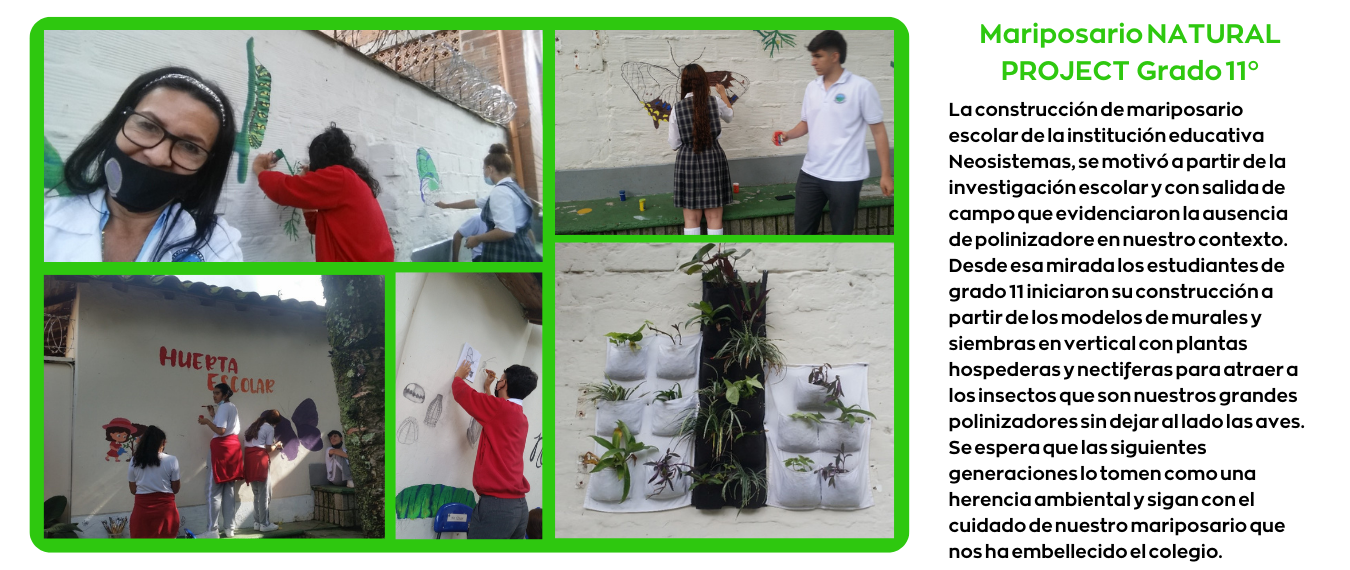 Mariposario NATURAL
PROJECT Grado 11°
La construcción de mariposario
escolar de la institución educativa
Neosistemas, se motivó a partir de la
investigación escolar y con salida de
campo que evidenciaron la ausencia
de polinizadore en nuestro contexto.
Desde esa mirada los estudiantes de
grado 11 iniciaron su construcción a
partir de los modelos de murales y
siembras en vertical con plantas
hospederas y nectiferas para atraer a
los insectos que son nuestros grandes
polinizadores sin dejar al lado las aves.
Se espera que las siguientes
generaciones lo tomen como una
herencia ambiental y sigan con el
cuidado de nuestro mariposario que
nos ha embellecido el colegio.
HUERTA
ESCOLAR